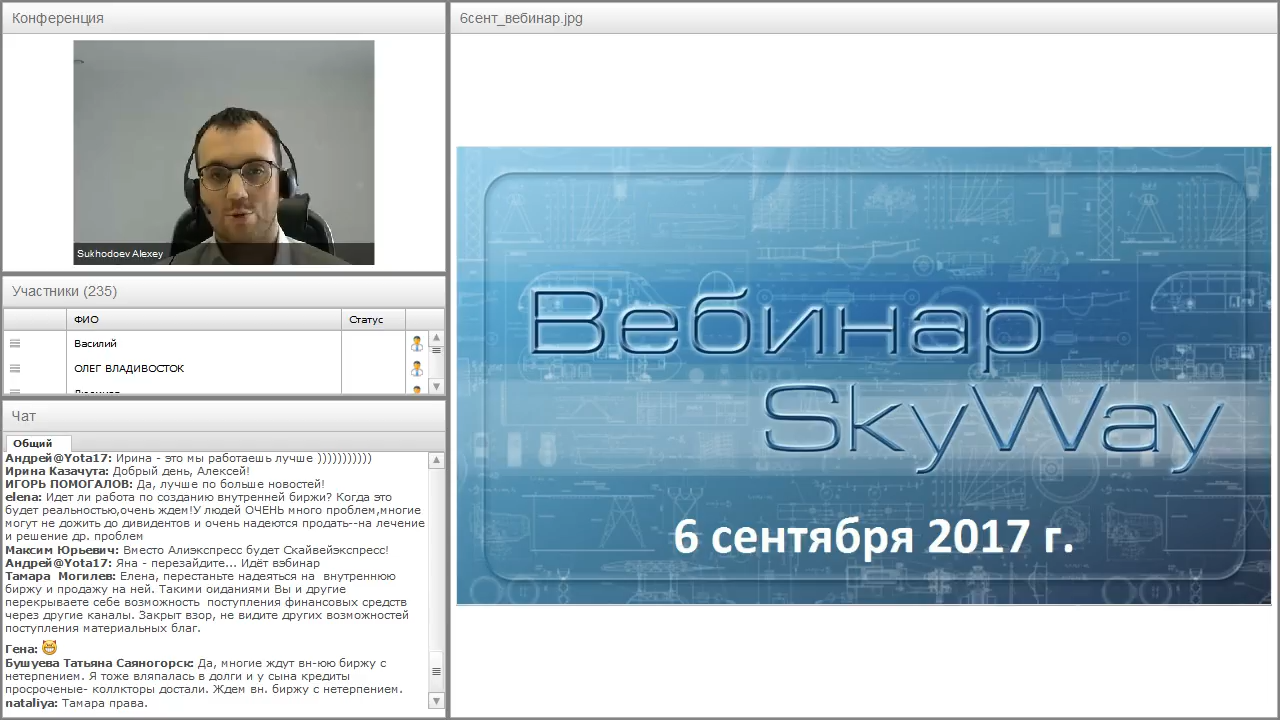 Конференция
Sukhodoev Alexey
Участники (235)
ФИО
Статус
Василий
ОЛЕГ ВЛАДИВОСТОК
Чат
Общий
Андрей@Yota17: Ирина - это мы работаешь лучше )))))))))))
Ирина Казачута: Добрый день, Алексей!
ИГОРЬ ПОМОГАЛОВ: Да, лучше по больше новостей!
elena: Идет ли работа по созданию внутренней биржи? Когда это
будет реальностью,очень ждем!У людей ОЧЕНЬ много проблем,многие
могут не дожить до дивидентов и очень надеются продать--на лечение
и решение др. проблем
Максим Юрьевич: Вместо Алиэкспресс будет Скайвейэкспресс!
Андрей@Yota17: Яна - перезайдите... Идёт вэбинар
Тамара Могилев: Елена, перестаньте надеяться на внутреннюю
биржу и продажу на ней. Такими оиданиями Вы и другие
перекрываете себе возможность поступления финансовых средств
через другие каналы. Закрыт взор, не видите других возможностей
поступления материальных благ.
Гена:
Бушуева Татьяна Саяногорск: Да, многие ждут вн-юю биржу с
нетерпением. Я тоже вляпалась в долги и у сына кредиты
просроченые- коллкторы достали. Ждем вн. биржу с нетерпением.
nataliya: Тамара права.
6сент_вебинар.jpg
Вебинар
SkyWay
6 сентября 2017 г.